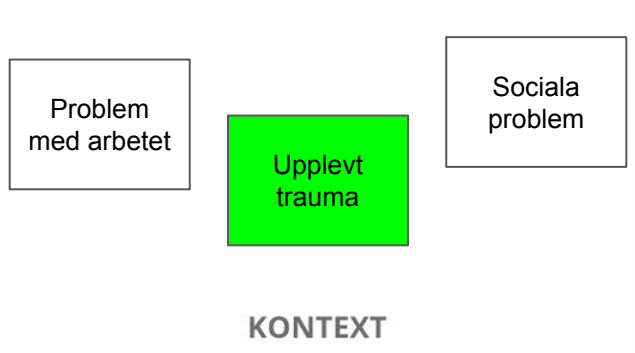 Problem
med arbetet
Upplevt
trauma
Sociala
problem
KONTEXT